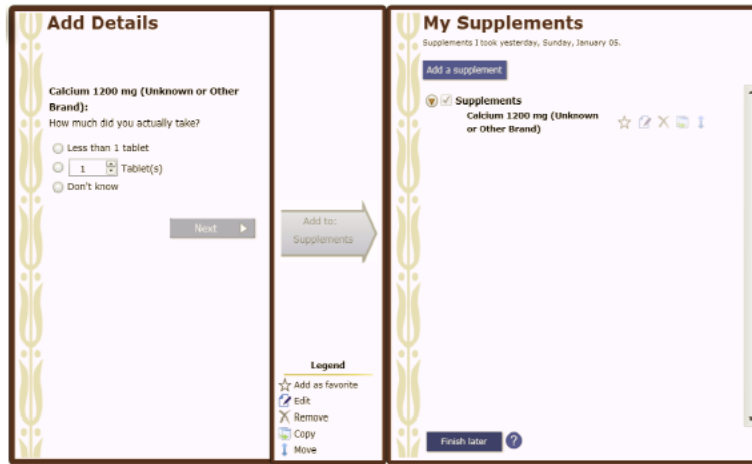 Add Details
Calcium 1200 mg (Unknown or Other
Brand):
How much did you actually take?
Less than 1 tablet
1 Tablet(s)
Don't know
Next
Add to:
Supplements
Legend
Add as favorite
Edit
Remove
Copy
Move
My Supplements
Supplements I took yesterday, Sunday, January 05.
Add a supplement
Supplements
Calcium 1200 mg (Unknown
or Other Brand)
Finish later
?